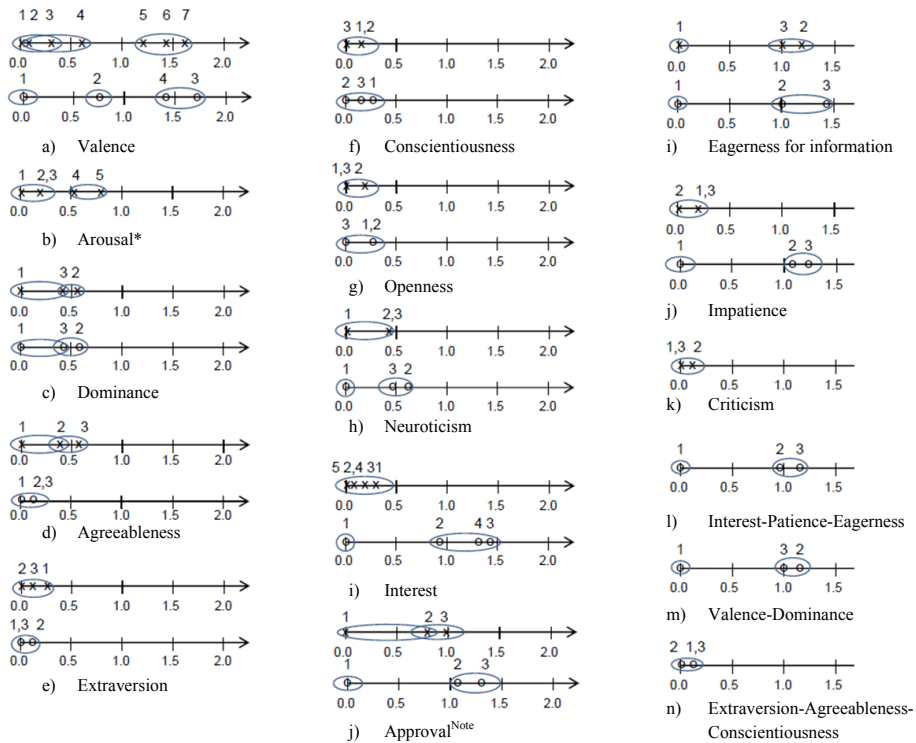 1 2 3 4 5 6 7
0.0 0.5 1.0 1.5 2.0
1 2 4 3
0.0 0.5 1.0 1.5 2.0
a) Valence
1 2,3 4 5
0.0 0.5 1.0 1.5 2.0
b) Arousal*
1 3 2
0.0 0.5 1.0 1.5 2.0
1 3 2
0.0 0.5 1.0 1.5 2.0
c) Dominance
1 2 3
0.0 0.5 1.0 1.5 2.0
1 2,3
0.0 0.5 1.0 1.5 2.0
d) Agreeableness
2 3 1
0.0 0.5 1.0 1.5 2.0
1,3 2
0.0 0.5 1.0 1.5 2.0
e) Extraversion
3 1,2
0.0 0.5 1.0 1.5 2.0
2 3 1
0.0 0.5 1.0 1.5 2.0
f) Conscientiousness
1,3 2
0.0 0.5 1.0 1.5 2.0
3 1,2
0.0 0.5 1.0 1.5 2.0
g) Openness
1 2,3
0.0 0.5 1.0 1.5 2.0
1 3 2
0.0 0.5 1.0 1.5 2.0
h) Neuroticism
5 2,4 3 1
0.0 0.5 1.0 1.5 2.0
1 2 4 3
0.0 0.5 1.0 1.5 2.0
i) Interest
1 2 3
0.0 0.5 1.0 1.5 2.0
1 2 3
0.0 0.5 1.0 1.5 2.0
j) Approval Note
1 3 2
0.0 0.5 1.0 1.5
1 2 3
0.0 0.5 1.0 1.5
i) Eagerness for information
2 1,3
0.0 0.5 1.0 1.5
1 2 3
0.0 0.5 1.0 1.5
j) Impatience
1,3 2
0.0 0.5 1.0 1.5
k) Criticism
1 2 3
0.0 0.5 1.0 1.5
l) Interest-Patience-Eagerness
1 3 2
0.0 0.5 1.0 1.5
m) Valence-Dominance
2 1,3
0.0 0.5 1.0 1.5
n) Extraversion-Agreeableness-
Conscientiousness